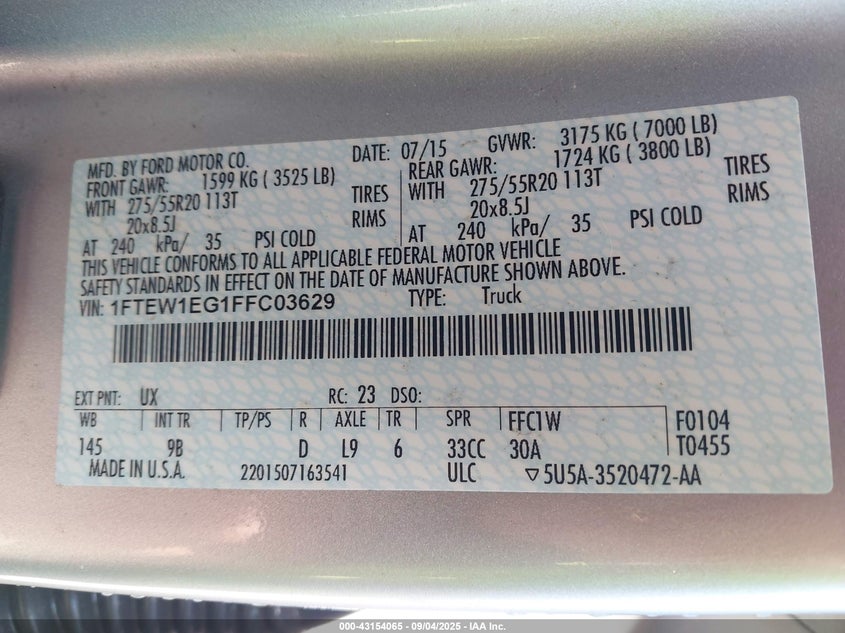 MFD. BY FORD MOTOR CO. DATE: 07/15 GVWR: 3175 KG ( 7000 LB)
FRONT GAWR: 1599 KG ( 3525 LB) REAR GAWR: 1724 KG ( 3800 LB)
WITH 275/55R20 113T TIRES WITH 275/55R20 113T TIRES
20x8.5J RIMS 20x8.5J RIMS
AT 240 kPa/ 35 PSI COLD AT 240 kPa/ 35 PSI COLD
THIS VEHICLE CONFORMS TO ALL APPLICABLE FEDERAL MOTOR VEHICLE
SAFETY STANDARDS IN EFFECT ON THE DATE OF MANUFACTURE SHOWN ABOVE.
VIN: 1FTEW1EG1FFC03629 TYPE: Truck
EXT PNT: UX RC: 23 DSO:
WB INT TR TP/PS R AXLE TR SPR FFC1W F0104
145 9B D L9 6 33CC 30A T0455
MADE IN U.S.A. 2201507163541 ULC ▽5U5A-3520472-AA
000-43154065 - 09/04/2025 - IAA Inc.